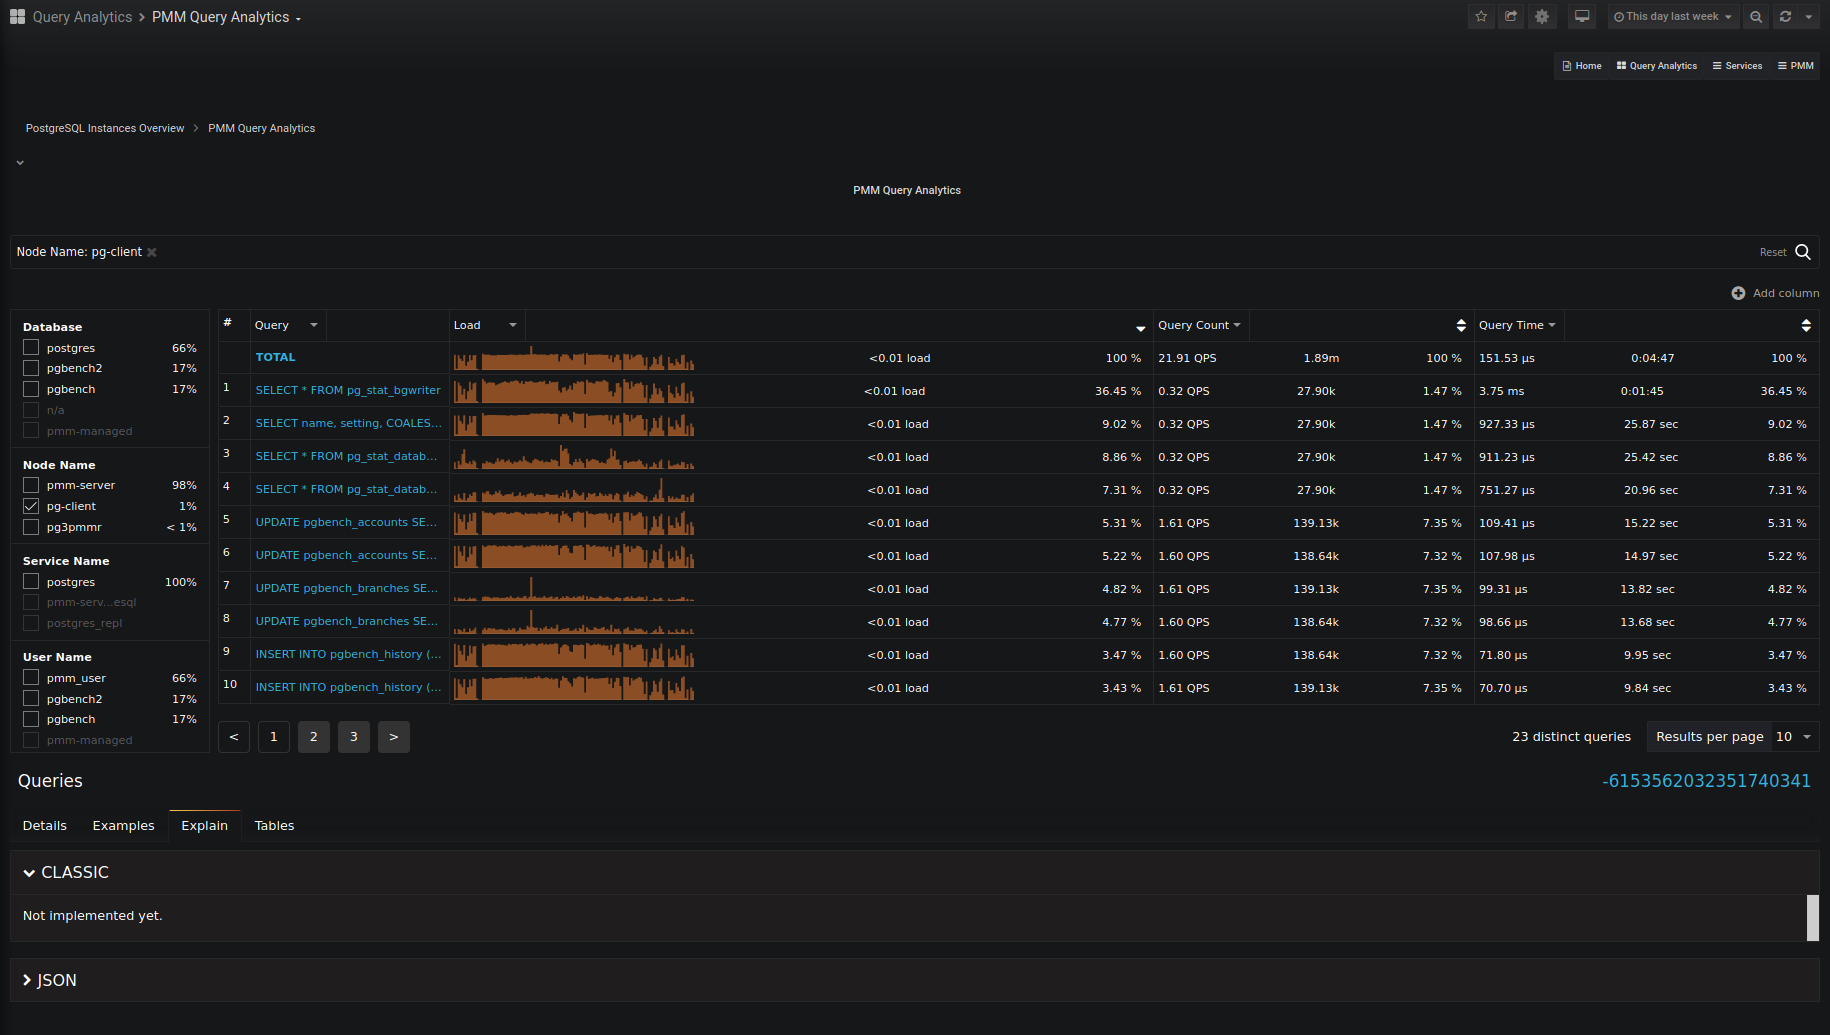 Query Analytics > PMM Query Analytics
This day last week
Home Query Analytics Services PMM
PostgreSQL Instances Overview > PMM Query Analytics
PMM Query Analytics
Node Name: pg-client
Reset
Add column
Database
postgres 66%
pgbench2 17%
pgbench 17%
n/a
pmm-managed
Node Name
pmm-server 98%
pg-client 1%
pg3pmmr < 1%
Service Name
postgres 100%
pmm-serv...esql
postgres_repl
User Name
pmm_user 66%
pgbench2 17%
pgbench 17%
pmm-managed
# Query Load Query Count Query Time
TOTAL <0.01 load 100 % 21.91 QPS 1.89m 100 % 151.53 µs 0:04:47 100 %
1 SELECT * FROM pg_stat_bgwriter <0.01 load 36.45 % 0.32 QPS 27.90k 1.47 % 3.75 ms 0:01:45 36.45 %
2 SELECT name, setting, COALES... <0.01 load 9.02 % 0.32 QPS 27.90k 1.47 % 927.33 µs 25.87 sec 9.02 %
3 SELECT * FROM pg_stat_datab... <0.01 load 8.86 % 0.32 QPS 27.90k 1.47 % 911.23 µs 25.42 sec 8.86 %
4 SELECT * FROM pg_stat_datab... <0.01 load 7.31 % 0.32 QPS 27.90k 1.47 % 751.27 µs 20.96 sec 7.31 %
5 UPDATE pgbench_accounts SE... <0.01 load 5.31 % 1.61 QPS 139.13k 7.35 % 109.41 µs 15.22 sec 5.31 %
6 UPDATE pgbench_accounts SE... <0.01 load 5.22 % 1.60 QPS 138.64k 7.32 % 107.98 µs 14.97 sec 5.22 %
7 UPDATE pgbench_branches SE... <0.01 load 4.82 % 1.61 QPS 139.13k 7.35 % 99.31 µs 13.82 sec 4.82 %
8 UPDATE pgbench_branches SE... <0.01 load 4.77 % 1.60 QPS 138.64k 7.32 % 98.66 µs 13.68 sec 4.77 %
9 INSERT INTO pgbench_history (... <0.01 load 3.47 % 1.60 QPS 138.64k 7.32 % 71.80 µs 9.95 sec 3.47 %
10 INSERT INTO pgbench_history (... <0.01 load 3.43 % 1.61 QPS 139.13k 7.35 % 70.70 µs 9.84 sec 3.43 %
< 1 2 3 >
23 distinct queries Results per page 10
Queries
-6153562032351740341
Details Examples Explain Tables
CLASSIC
Not implemented yet.
JSON